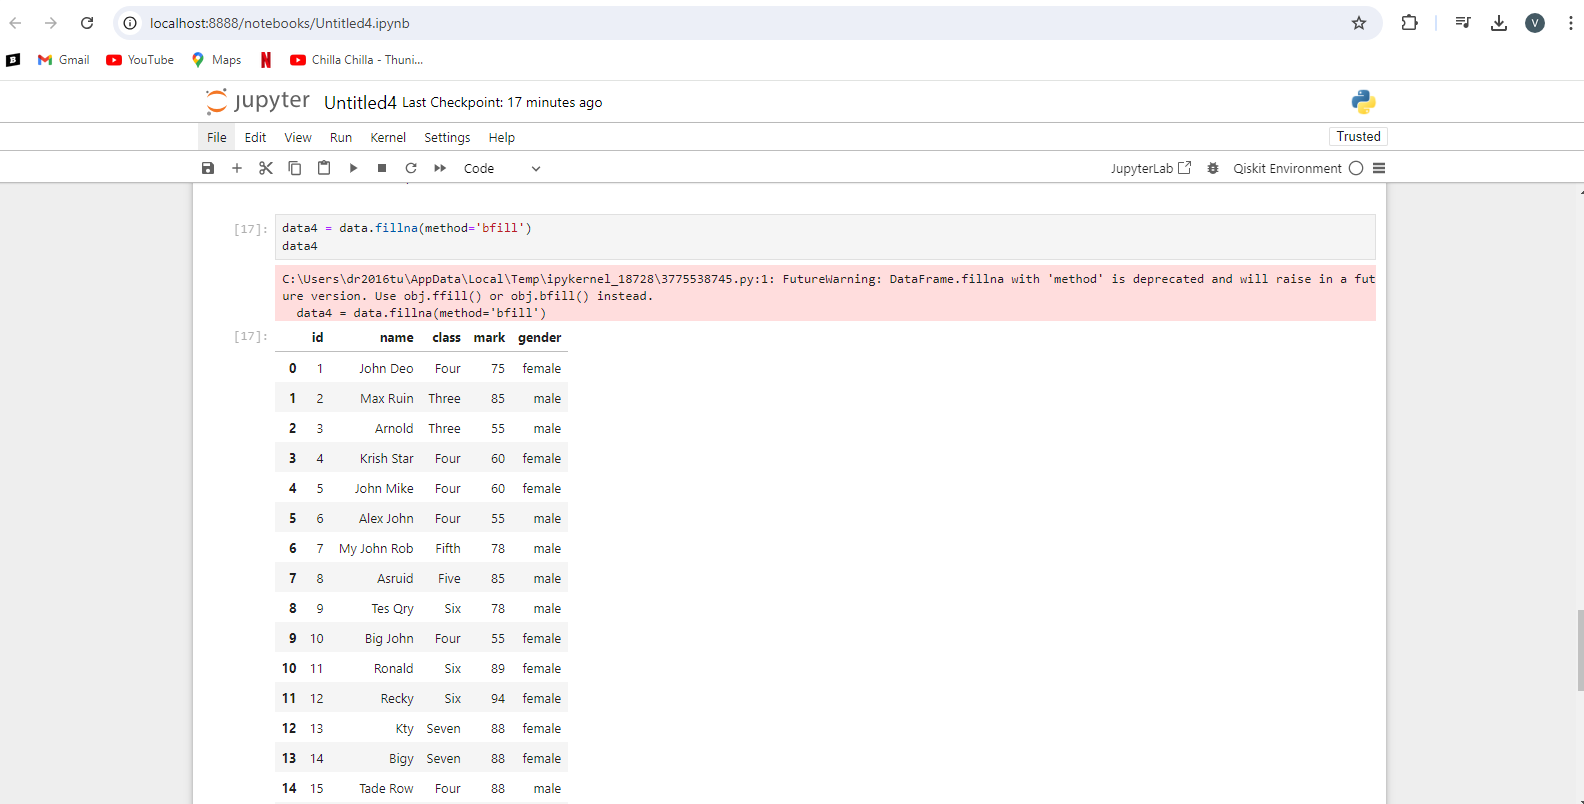 localhost:8888/notebooks/Untitled4.ipynb
V
B Gmail YouTube Maps N Chilla Chilla - Thuni...
jupyter Untitled4 Last Checkpoint: 17 minutes ago
File Edit View Run Kernel Settings Help
Trusted
Code
JupyterLab Qiskit Environment
[17]: data4 = data.fillna(method='bfill')
data4
C:\Users\dr2016tu\AppData\Local\Temp\ipykernel_18728\3775538745.py:1: FutureWarning: DataFrame.fillna with 'method' is deprecated and will raise in a fut
ure version. Use obj.ffill() or obj.bfill() instead.
data4 = data.fillna(method='bfill')
[17]: id name class mark gender
0 1 John Deo Four 75 female
1 2 Max Ruin Three 85 male
2 3 Arnold Three 55 male
3 4 Krish Star Four 60 female
4 5 John Mike Four 60 female
5 6 Alex John Four 55 male
6 7 My John Rob Fifth 78 male
7 8 Asruid Five 85 male
8 9 Tes Qry Six 78 male
9 10 Big John Four 55 female
10 11 Ronald Six 89 female
11 12 Recky Six 94 female
12 13 Kty Seven 88 female
13 14 Bigy Seven 88 female
14 15 Tade Row Four 88 male